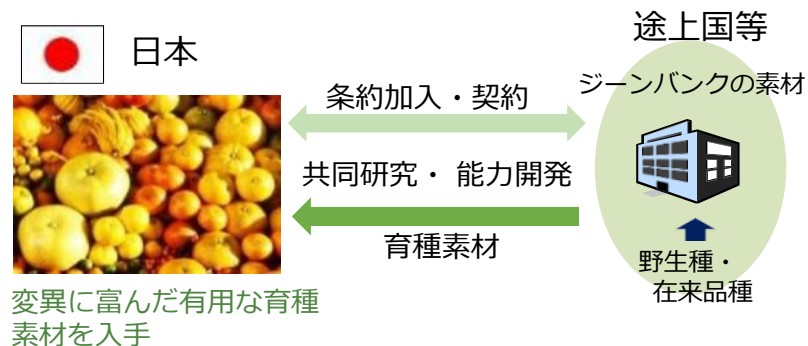 日本
途上国等
ジーンバンクの素材
条約加入・契約
共同研究・ 能力開発
育種素材
野生種・
在来品種
変異に富んだ有用な育種
素材を入手